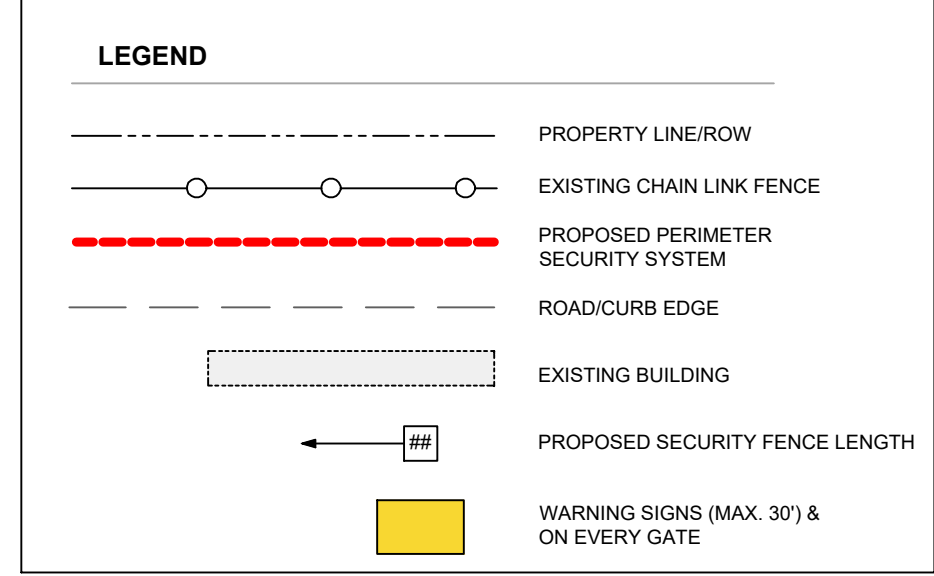 LEGEND
PROPERTY LINE/ROW
EXISTING CHAIN LINK FENCE
PROPOSED PERIMETER
SECURITY SYSTEM
ROAD/CURB EDGE
EXISTING BUILDING
## PROPOSED SECURITY FENCE LENGTH
WARNING SIGNS (MAX. 30') &
ON EVERY GATE